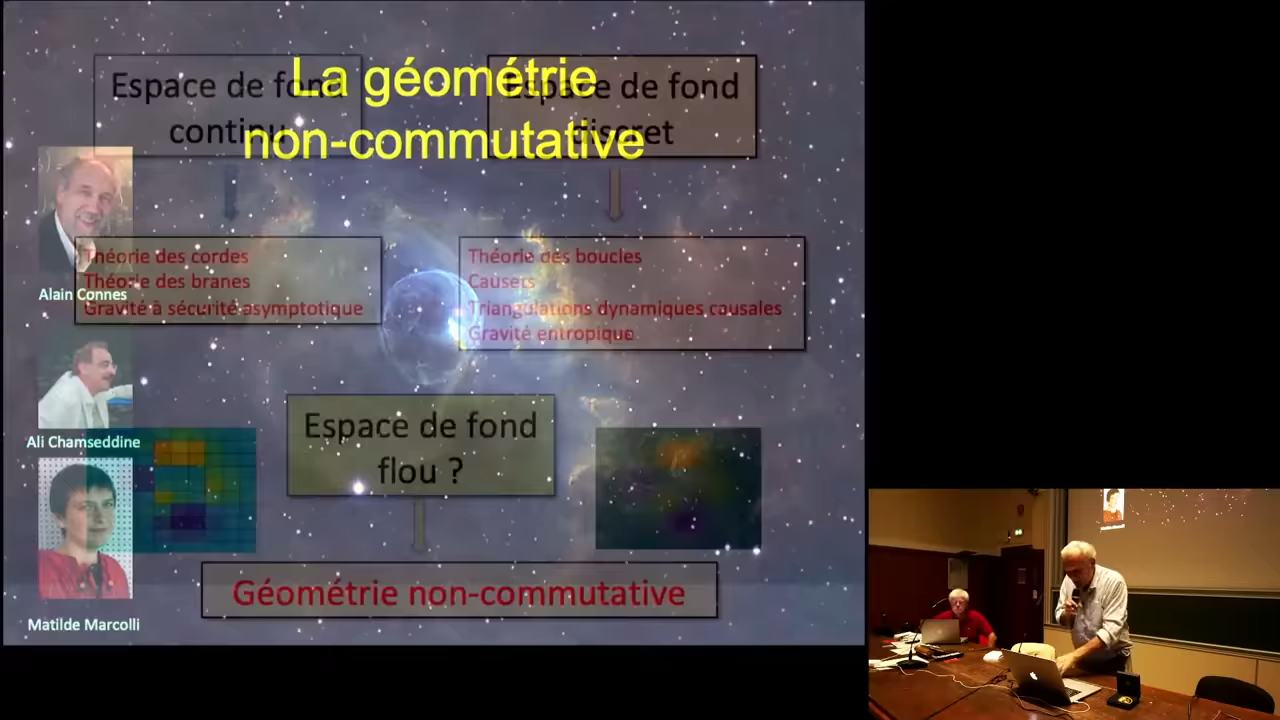 La géométrie
non-commutative
Espace de fond
continu
Espace de fond
discret
Alain Connes
Théorie des cordes
Théorie des branes
Gravité à sécurité asymptotique
Théorie des boucles
Causets
Triangulations dynamiques causales
Gravité entropique
Ali Chamseddine
Espace de fond
flou ?
Matilde Marcolli
Géométrie non-commutative